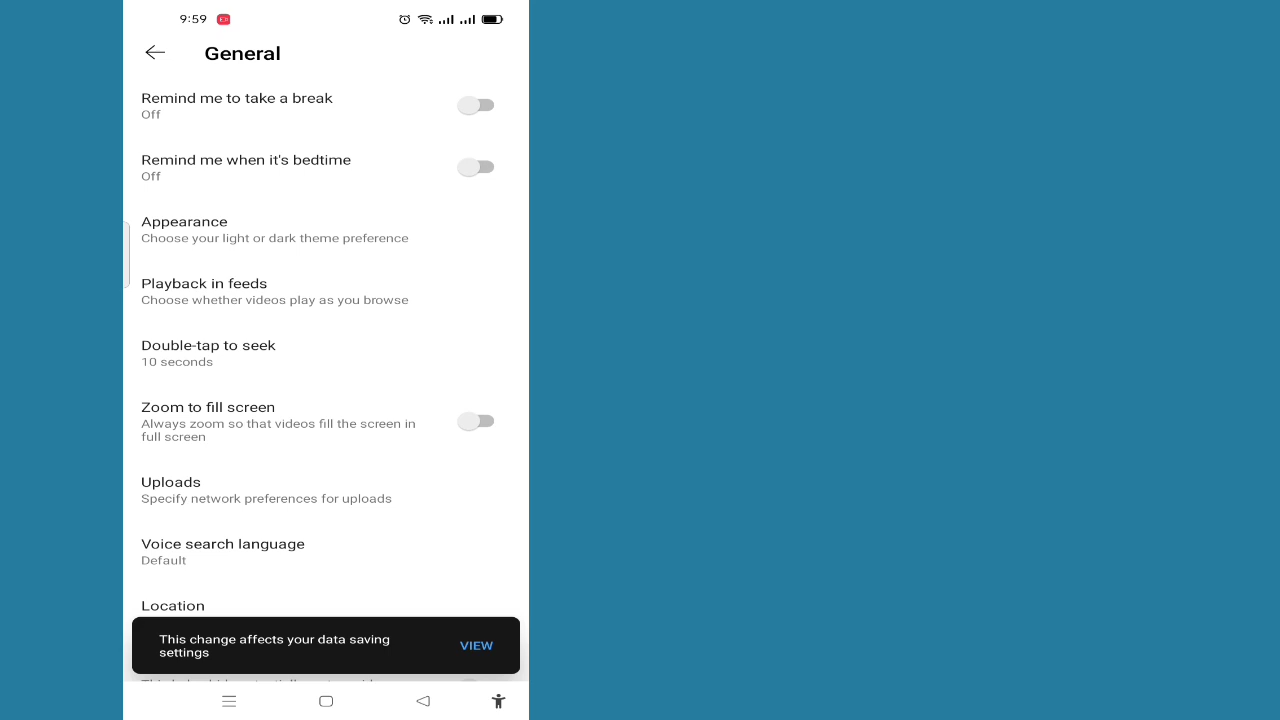 9:59
General
Remind me to take a break
Off
Remind me when it's bedtime
Off
Appearance
Choose your light or dark theme preference
Playback in feeds
Choose whether videos play as you browse
Double-tap to seek
10 seconds
Zoom to fill screen
Always zoom so that videos fill the screen in
full screen
Uploads
Specify network preferences for uploads
Voice search language
Default
Location
This change affects your data saving
settings
VIEW